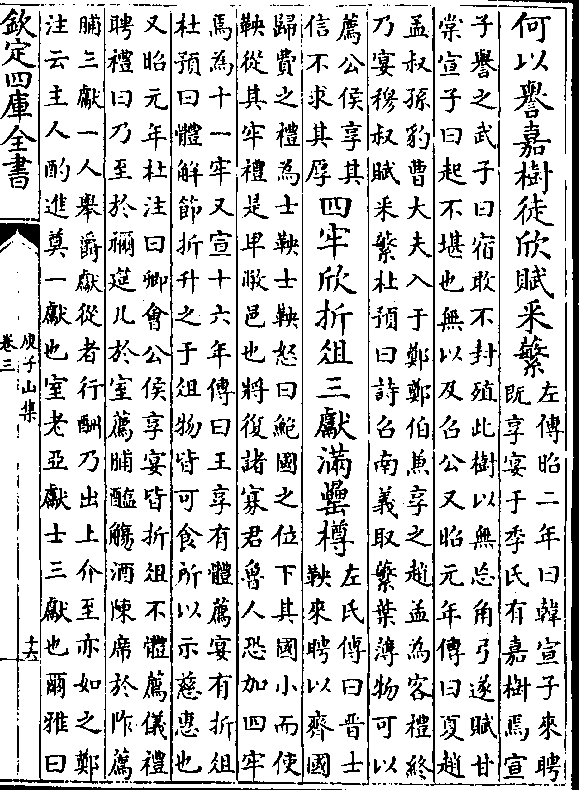 何以譽嘉樹徒欣賦采蘩
左傳昭二年曰韓宣子來聘
既享宴于季氏有嘉樹焉宣
子譽之武子曰宿敢不封殖此樹以無忘角弓遂賦甘
棠宣子曰起不堪也無以及召公又昭元年傳曰夏趙
孟叔孫豹曹大夫入于鄭鄭伯兼享之趙孟為客禮終
乃宴穆叔賦采蘩杜預曰詩召南義取蘩葉薄物可以
薦公侯享其
信不求其厚
四牢欣折俎三獻滿罍樽
左氏傳曰晉士
鞅來聘以齊國
歸費之禮為士鞅士鞅怒曰鮑國之位下其國小而使
鞅從其牢禮是卑敝邑也將復諸寡君魯人恐加四牢
焉為十一牢又宣十六年傳曰王享有體薦宴有折俎
杜預曰體解節折升之于俎物皆可食所以示慈惠也
又昭元年杜注曰卿會公侯享宴皆折俎不體薦儀禮
聘禮曰乃至於禰筵几於室薦脯醢觴酒陳席於阼薦
脯三獻一人舉爵獻從者行酬乃出上介至亦如之鄭
注云主人酌進奠一獻也室老亞獻士三獻也爾雅曰
欽定四庫全書
庾子山集
卷三
十六